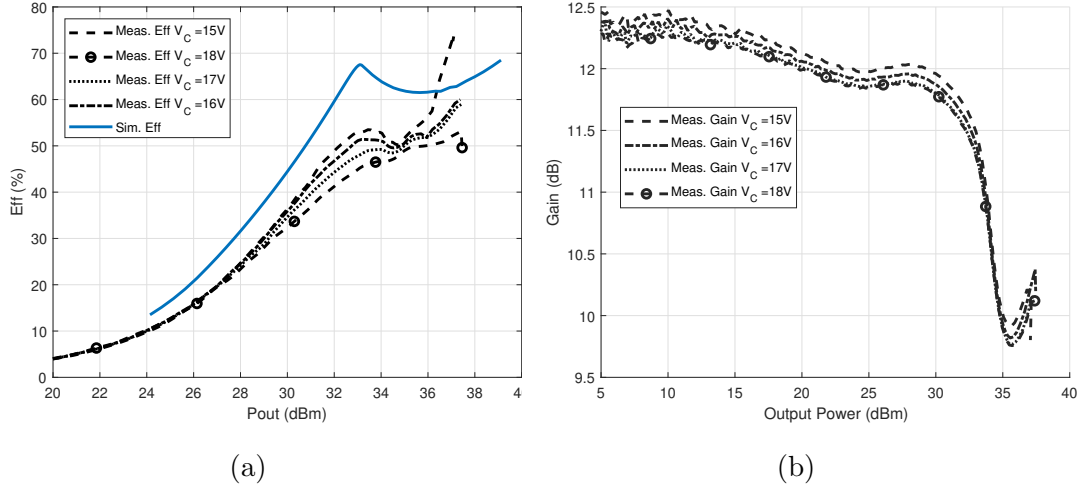 80
70
60
50
40
30
20
10
0
Eff (%)
Meas. Eff V_C =15V
Meas. Eff V_C =18V
Meas. Eff V_C =17V
Meas. Eff V_C =16V
Sim. Eff
20 22 24 26 28 30 32 34 36 38 4
Pout (dBm)
(a)
12.5
12
11.5
11
10.5
10
9.5
Gain (dB)
Meas. Gain V_C =15V
Meas. Gain V_C =16V
Meas. Gain V_C =17V
Meas. Gain V_C =18V
5 10 15 20 25 30 35 40
Output Power (dBm)
(b)